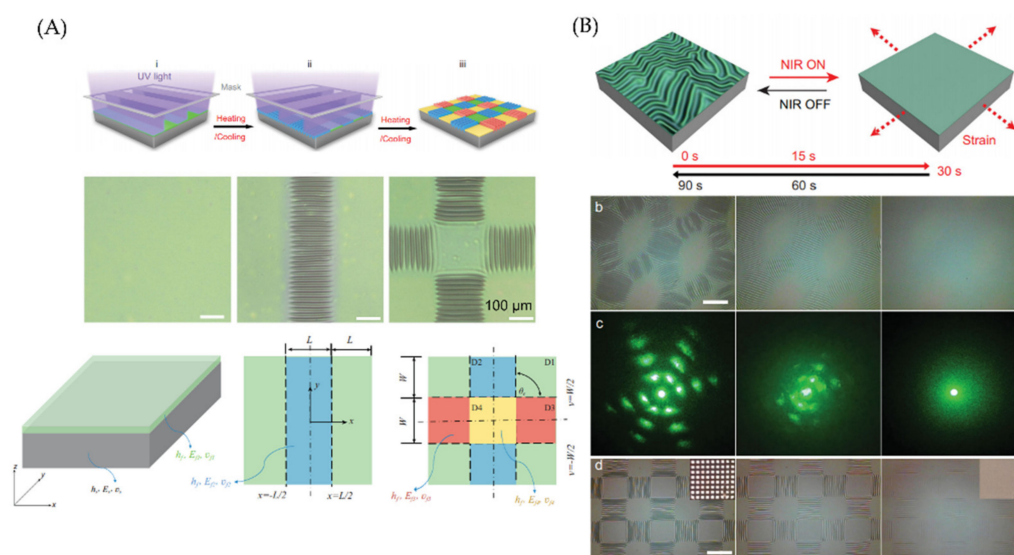 (A)
(B)
i
ii
iii
UV light
Mask
Heating
/Cooling
Heating
/Cooling
NIR ON
NIR OFF
Strain
0 s
15 s
30 s
90 s
60 s
b
100 µm
c
L
L
W
W
D2
D1
D4
D3
θ
y=W/2
y=-W/2
x
y
x=-L/2
x=L/2
z
y
x
d